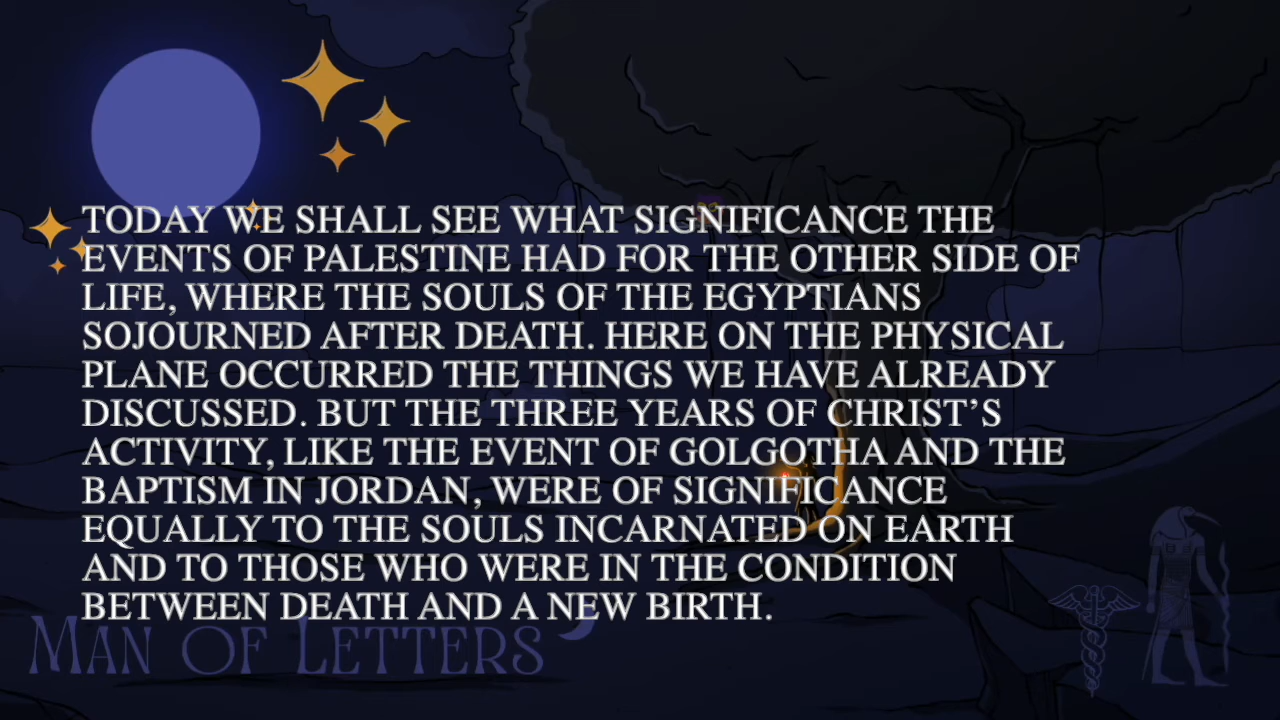 TODAY WE SHALL SEE WHAT SIGNIFICANCE THE
EVENTS OF PALESTINE HAD FOR THE OTHER SIDE OF
LIFE, WHERE THE SOULS OF THE EGYPTIANS
SOJOURNED AFTER DEATH. HERE ON THE PHYSICAL
PLANE OCCURRED THE THINGS WE HAVE ALREADY
DISCUSSED. BUT THE THREE YEARS OF CHRIST’S
ACTIVITY, LIKE THE EVENT OF GOLGOTHA AND THE
BAPTISM IN JORDAN, WERE OF SIGNIFICANCE
EQUALLY TO THE SOULS INCARNATED ON EARTH
AND TO THOSE WHO WERE IN THE CONDITION
BETWEEN DEATH AND A NEW BIRTH.
MAN OF LETTERS